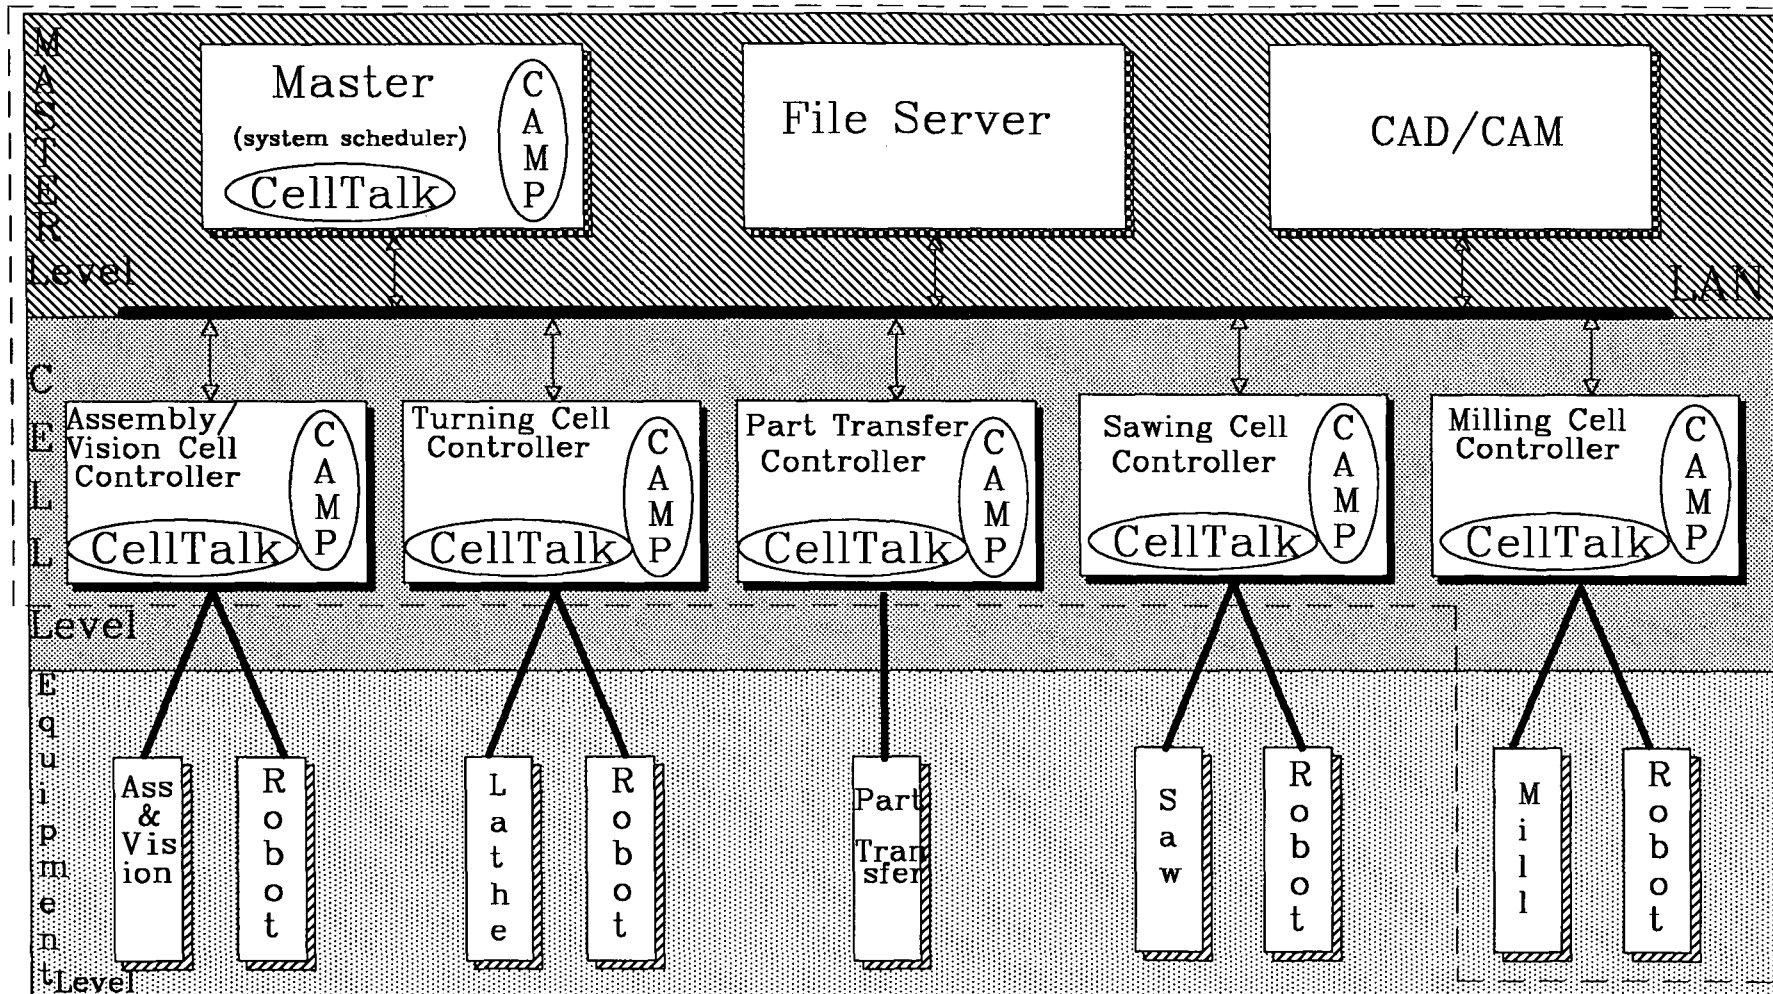 MASTER
Level
Master
(system scheduler)
CellTalk
CAMP
File Server
CAD/CAM
LAN
CELL
Level
Assembly/
Vision Cell
Controller
CellTalk
CAMP
Turning Cell
Controller
CellTalk
CAMP
Part Transfer
Controller
CellTalk
CAMP
Sawing Cell
Controller
CellTalk
CAMP
Milling Cell
Controller
CellTalk
CAMP
Equipment
Level
Ass
&
Vis
ion
Robot
Lathe
Robot
Part
Tran
sfer
Saw
Robot
Mill
Robot